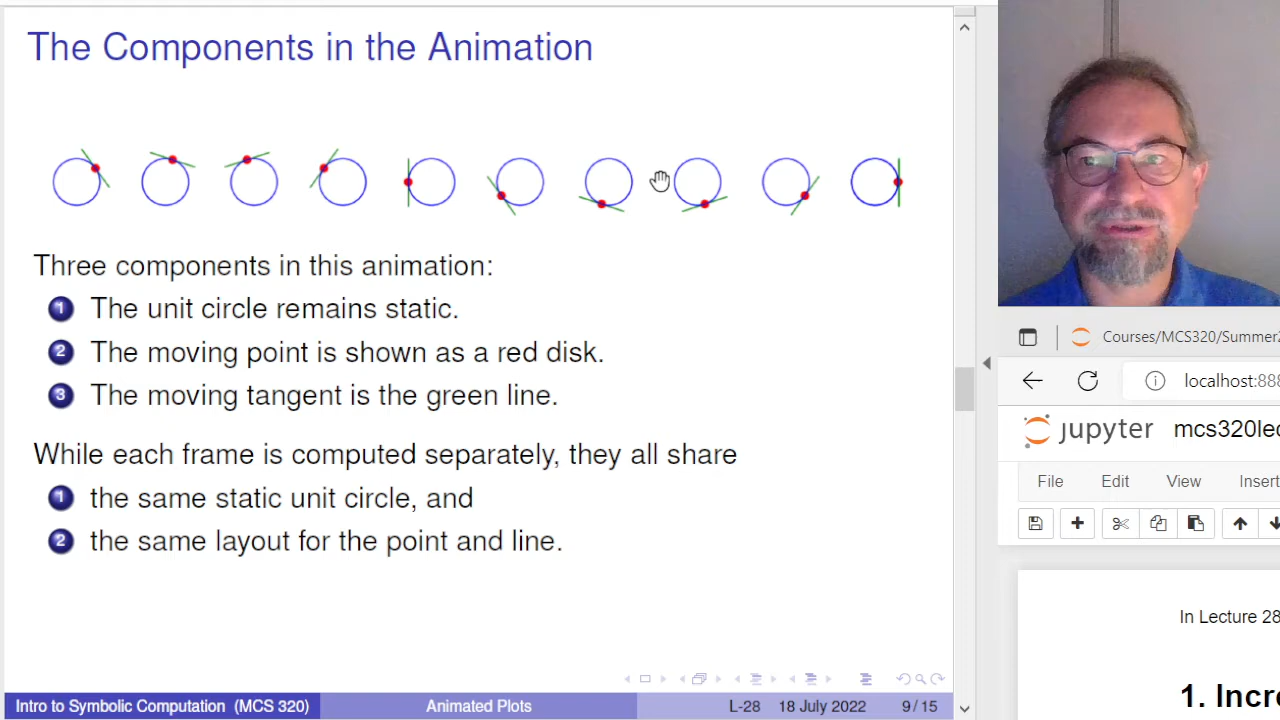 The Components in the Animation
Three components in this animation:
1 The unit circle remains static.
2 The moving point is shown as a red disk.
3 The moving tangent is the green line.
While each frame is computed separately, they all share
1 the same static unit circle, and
2 the same layout for the point and line.
Intro to Symbolic Computation (MCS 320) Animated Plots L-28 18 July 2022 9 / 15
Courses/MCS320/Summer2
localhost:888
jupyter mcs320lec
File Edit View Insert
In Lecture 28
1. Incre